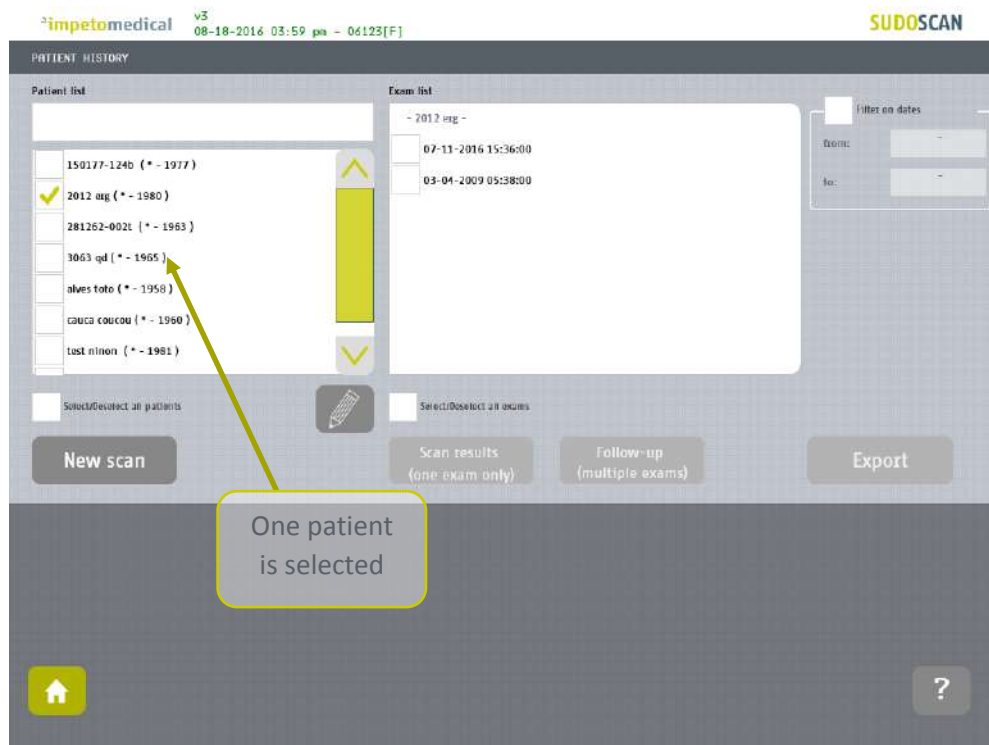 impetomedical
v3
08-18-2016 03:59 pm - 06123[F]
SUDOSCAN
PATIENT HISTORY
Patient list
150177-124b (* - 1977)
2012 erg (* - 1980)
281262-002t (* - 1963)
3063 qd (* - 1965)
alves toto (* - 1958)
cauca coucou (* - 1960)
test ninon (* - 1981)
Select/Deselect all patients
New scan
Exam list
- 2012 erg -
07-11-2016 15:36:00
03-04-2009 05:38:00
Select/Deselect all exams
Scan results
(one exam only)
Follow-up
(multiple exams)
Filter on dates
from: -
to: -
Export
One patient
is selected
?